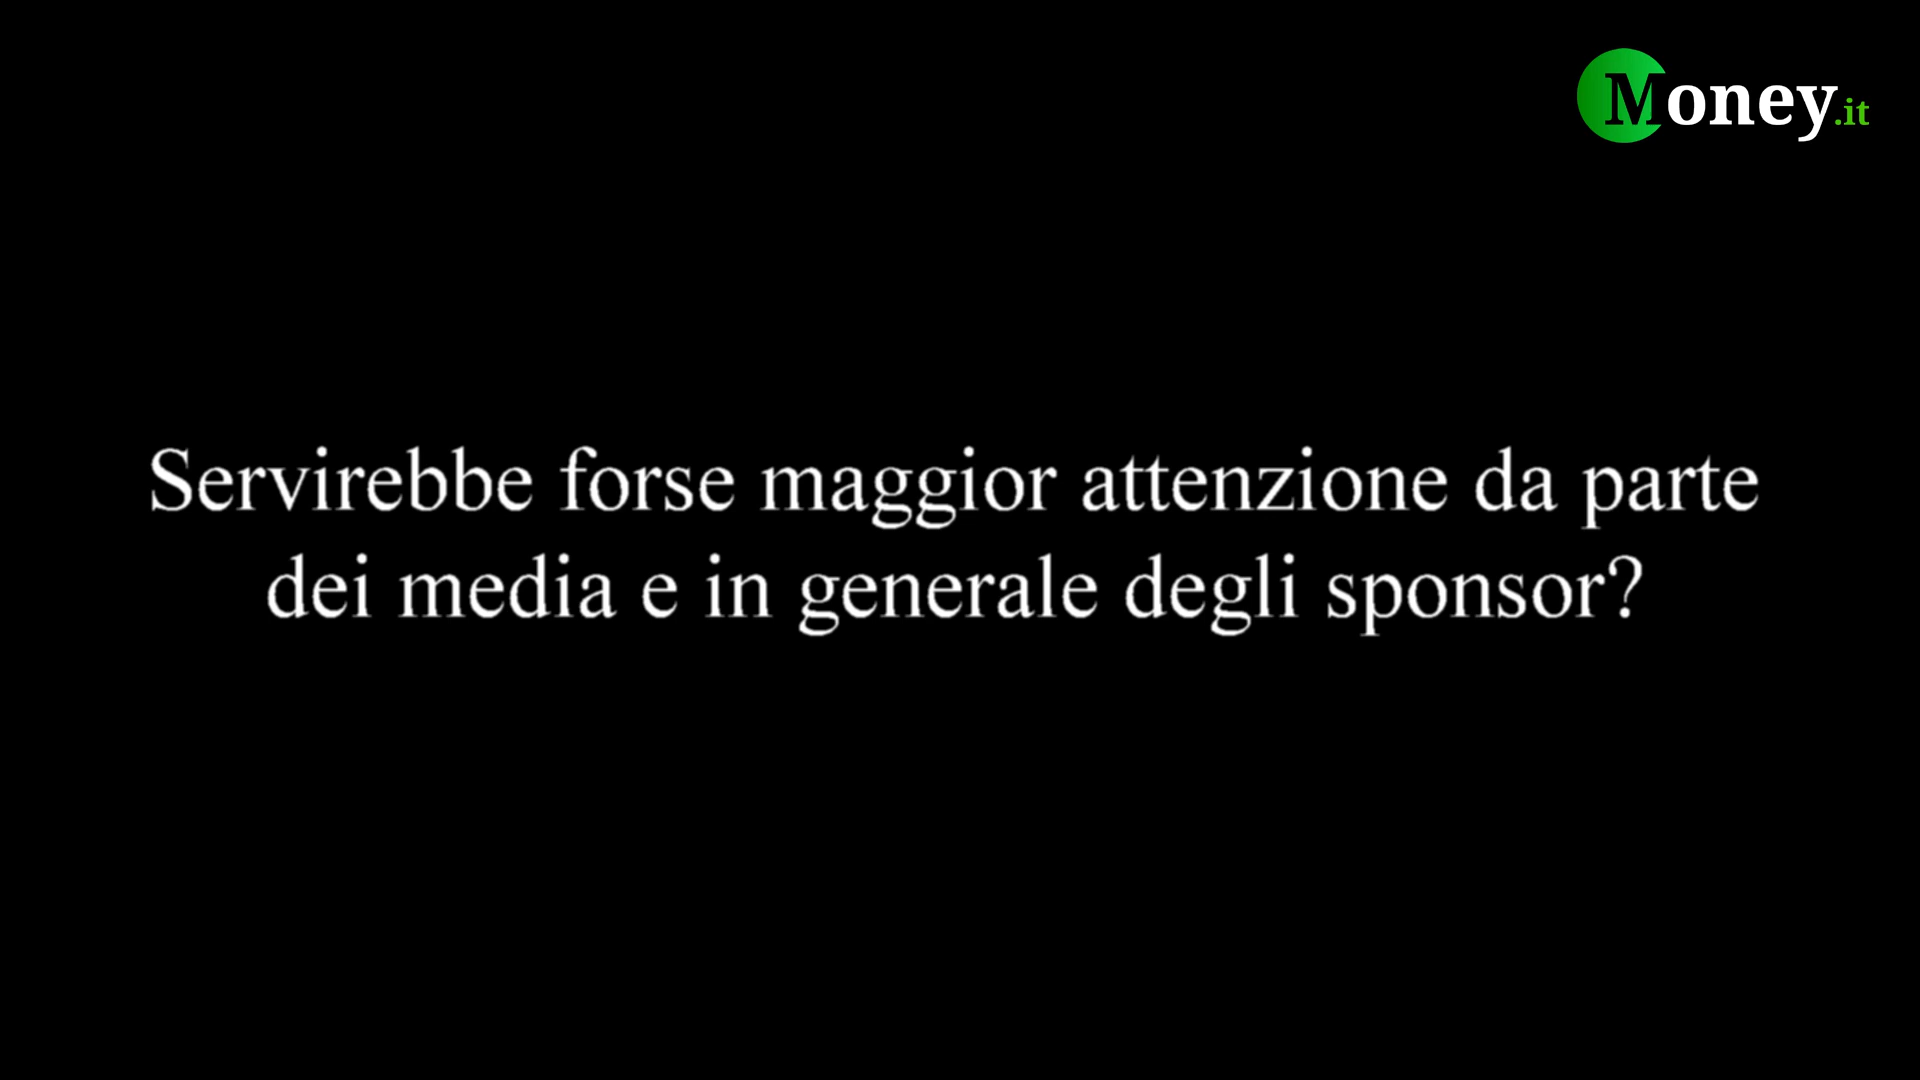 Money.it
Servirebbe forse maggior attenzione da parte
dei media e in generale degli sponsor?